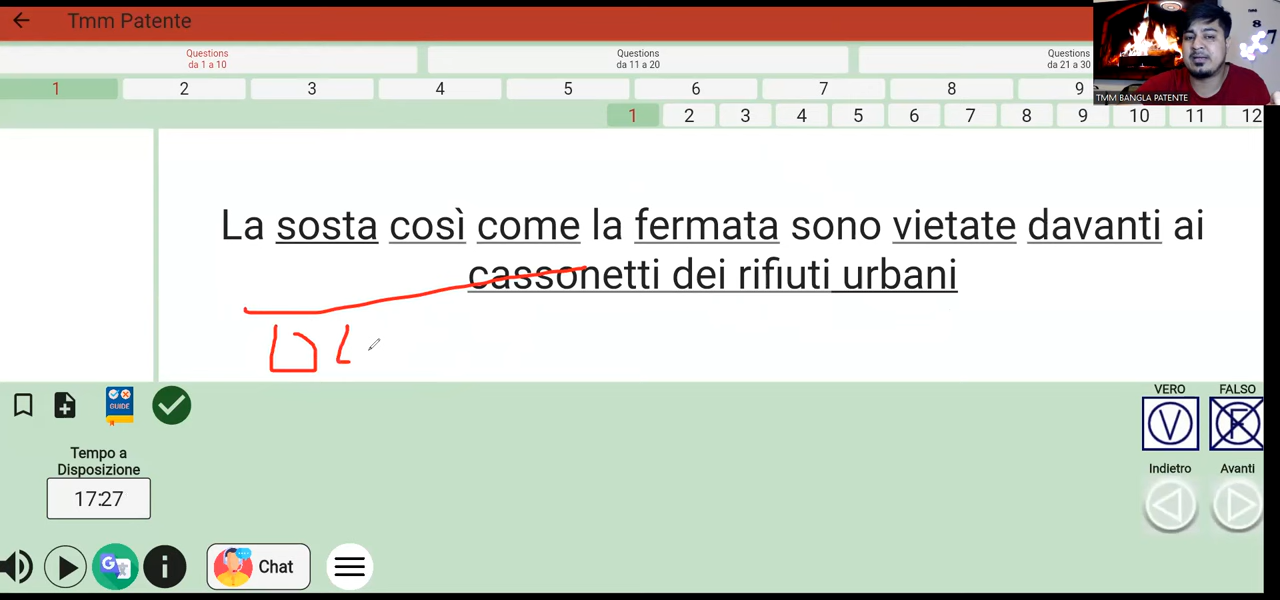 Tmm Patente
Questions
da 1 a 10
Questions
da 11 a 20
Questions
da 21 a 30
TMM BANGLA PATENTE
1 2 3 4 5 6 7 8 9
1 2 3 4 5 6 7 8 9 10 11 12
La sosta così come la fermata sono vietate davanti ai
cassonetti dei rifiuti urbani
GUIDE
VERO
FALSO
V
F
Tempo a
Disposizione
17:27
Indietro
Avanti
Chat